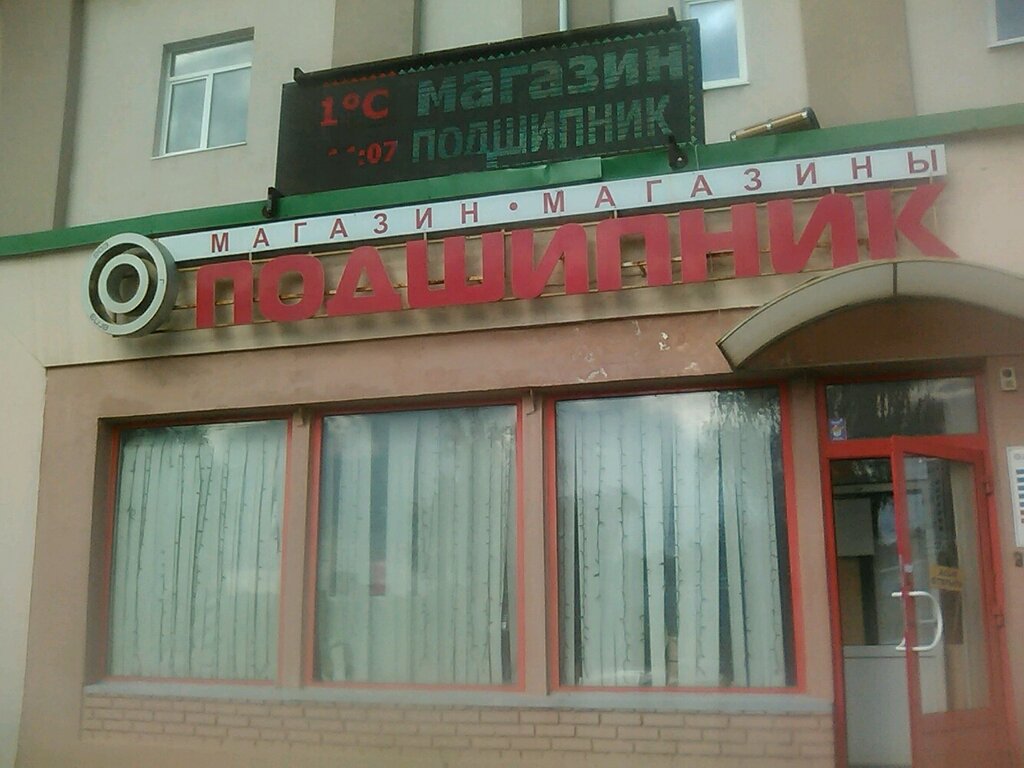 1°C
:07
магазин
подшипник
МАГАЗИН • МАГАЗИНЫ
ПОДШИПНИК